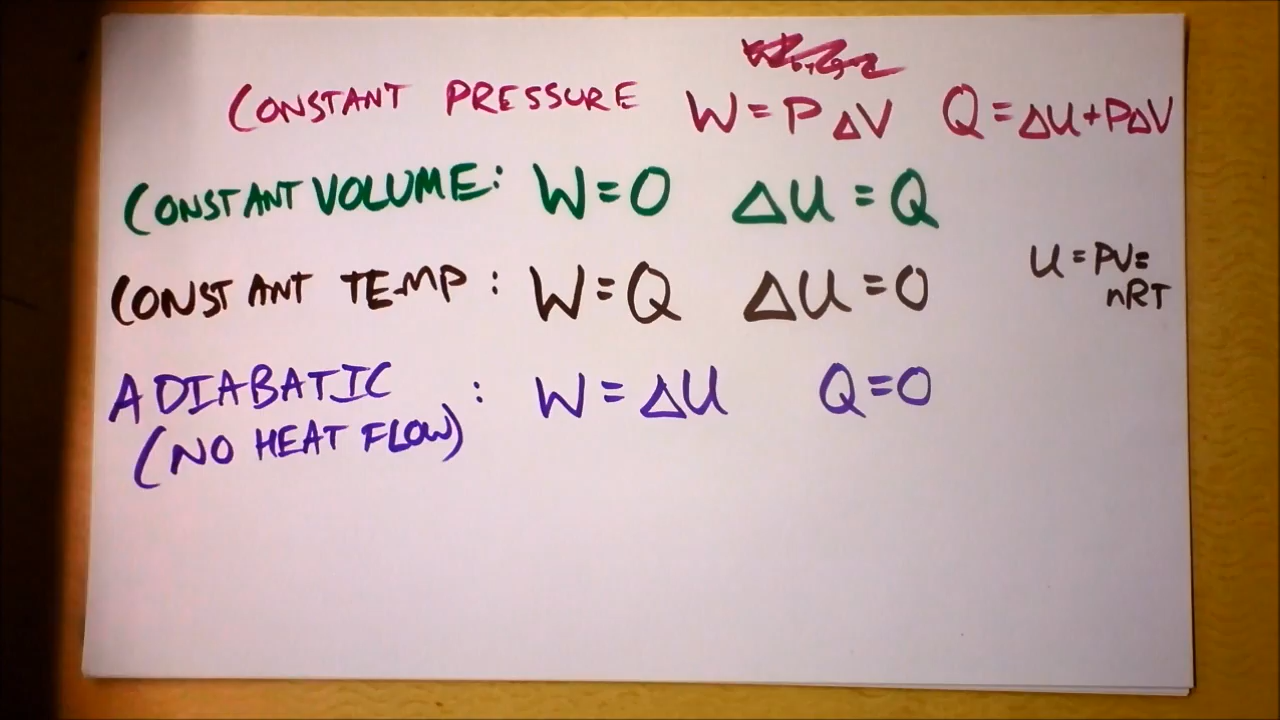 CONSTANT PRESSURE W = P ΔV Q = ΔU + PΔV
CONSTANT VOLUME: W = 0 ΔU = Q
CONSTANT TEMP: W = Q ΔU = 0
U = PV =
nRT
ADIABATIC : W = ΔU Q = 0
(NO HEAT FLOW)